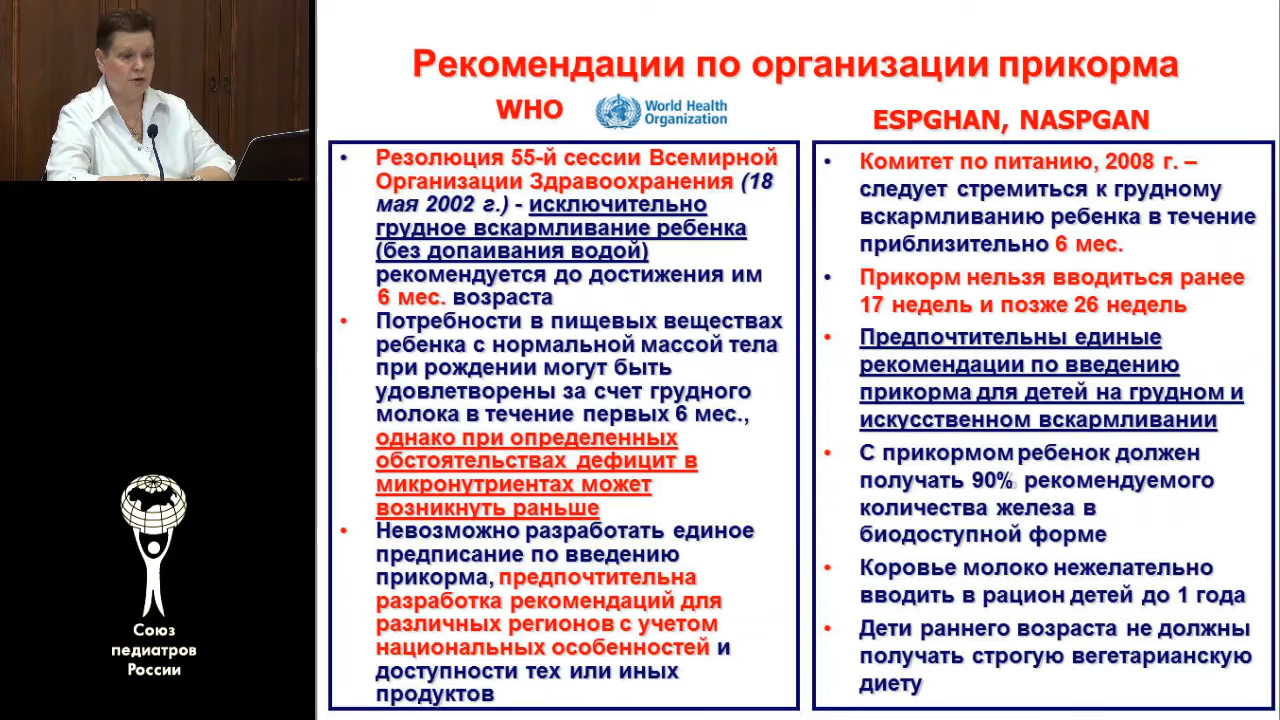 Рекомендации по организации прикорма
WHO
World Health
Organization
ESPGHAN, NASPGAN
• Резолюция 55-й сессии Всемирной
Организации Здравоохранения (18
мая 2002 г.) - исключительно
грудное вскармливание ребенка
(без допаивания водой)
рекомендуется до достижения им
6 мес. возраста
• Потребности в пищевых веществах
ребенка с нормальной массой тела
при рождении могут быть
удовлетворены за счет грудного
молока в течение первых 6 мес.,
однако при определенных
обстоятельствах дефицит в
микронутриентах может
возникнуть раньше
• Невозможно разработать единое
предписание по введению
прикорма, предпочтительна
разработка рекомендаций для
различных регионов с учетом
национальных особенностей и
доступности тех или иных
продуктов
• Комитет по питанию, 2008 г. –
следует стремиться к грудному
вскармливанию ребенка в течение
приблизительно 6 мес.
• Прикорм нельзя вводиться ранее
17 недель и позже 26 недель
• Предпочтительны единые
рекомендации по введению
прикорма для детей на грудном и
искусственном вскармливании
• С прикормом ребенок должен
получать 90% рекомендуемого
количества железа в
биодоступной форме
• Коровье молоко нежелательно
вводить в рацион детей до 1 года
• Дети раннего возраста не должны
получать строгую вегетарианскую
диету
Союз
педиатров
России